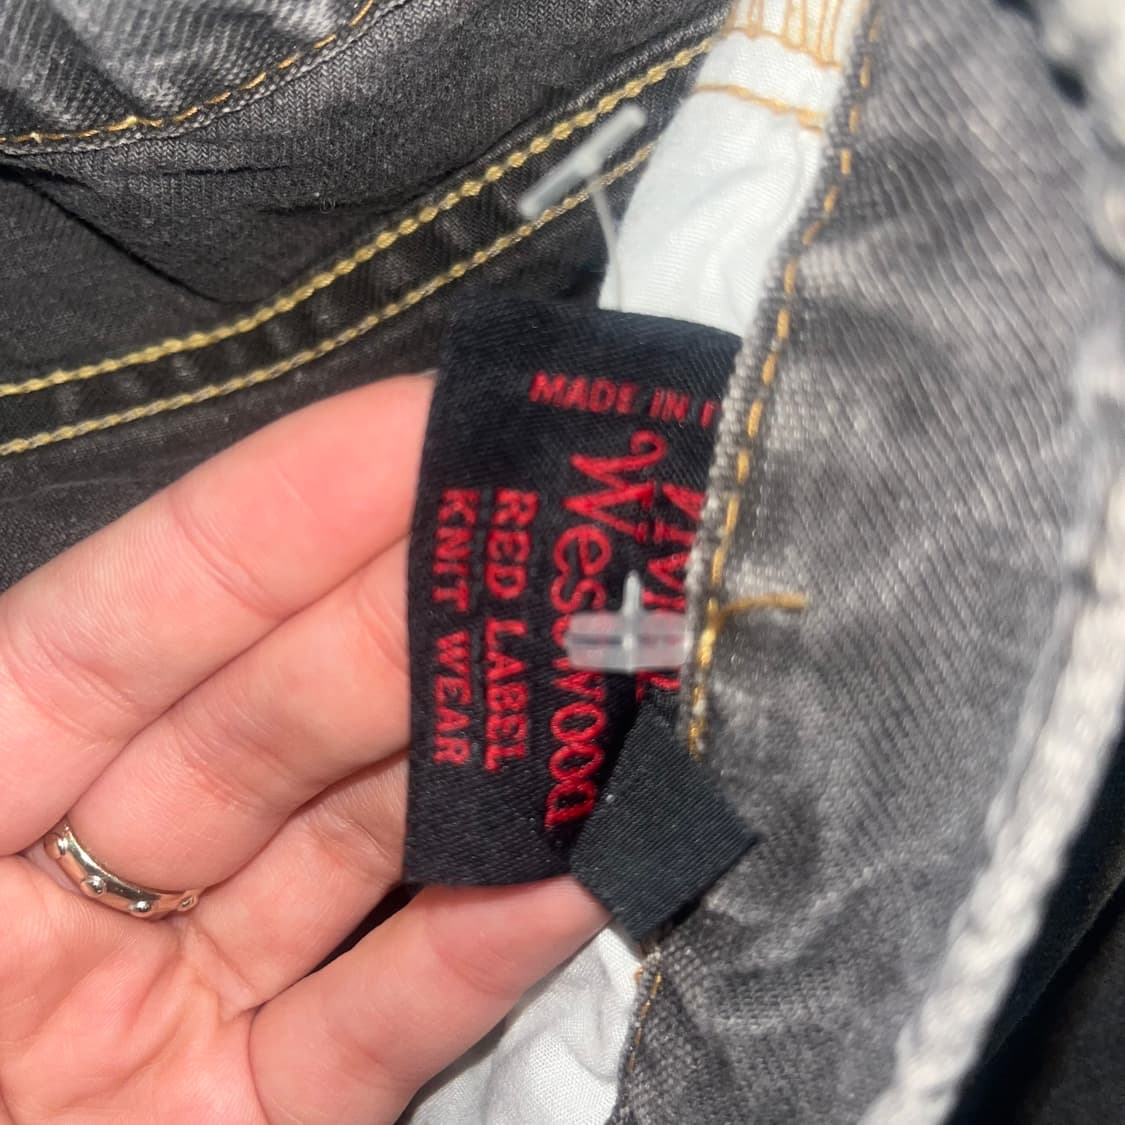 MADE IN I
Westwood
RED LABEL
KNIT WEAR